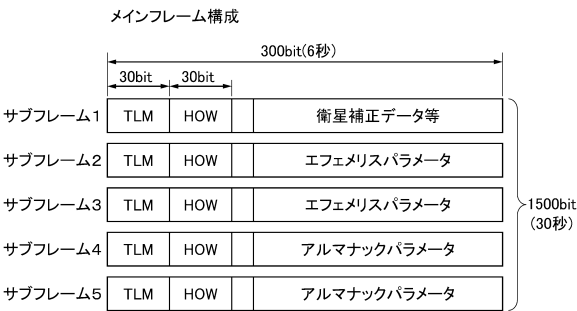 メインフレーム構成
300bit(6秒)
30bit 30bit
サブフレーム1 TLM HOW 衛星補正データ等
サブフレーム2 TLM HOW エフェメリスパラメータ
サブフレーム3 TLM HOW エフェメリスパラメータ
1500bit
(30秒)
サブフレーム4 TLM HOW アルマナックパラメータ
サブフレーム5 TLM HOW アルマナックパラメータ